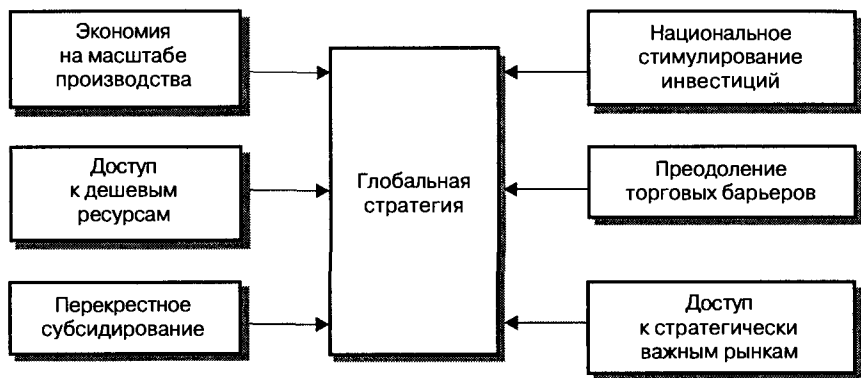 Экономия
на масштабе
производства
Доступ
к дешевым
ресурсам
Перекрестное
субсидирование
Глобальная
стратегия
Национальное
стимулирование
инвестиций
Преодоление
торговых барьеров
Доступ
к стратегически
важным рынкам